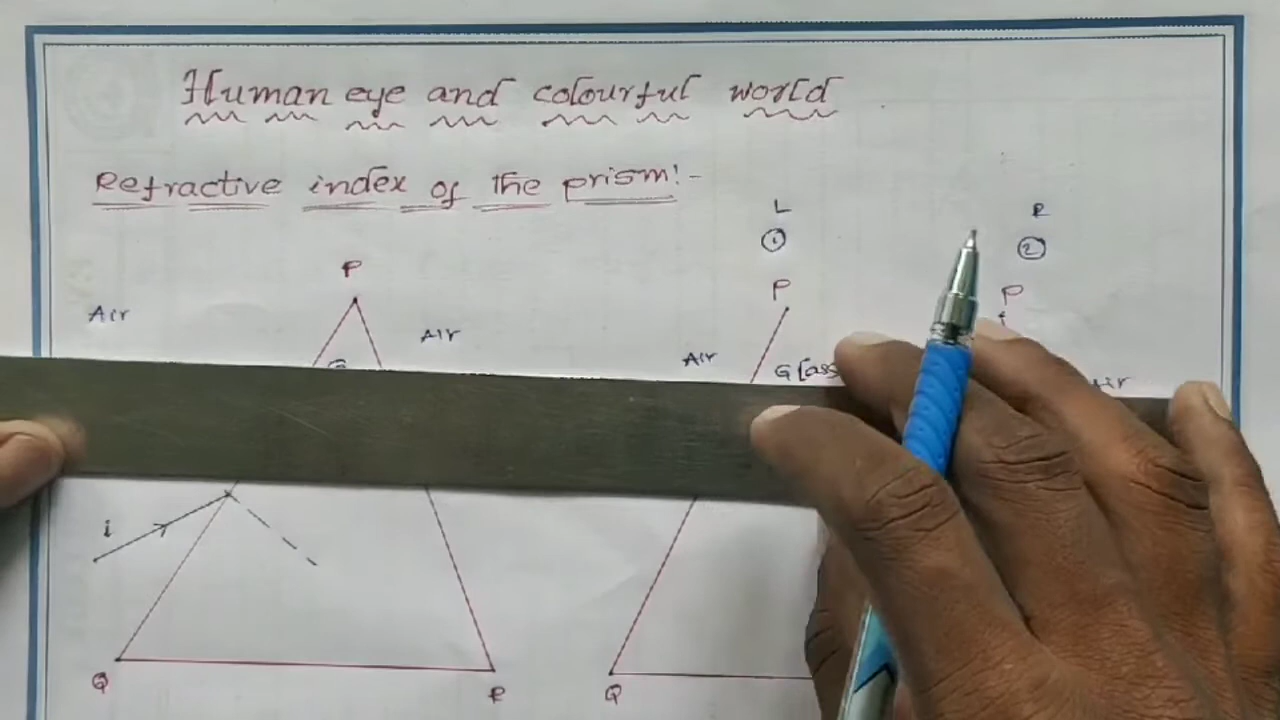 Human eye and colourful world
Refractive index of the prism:-
L R
① ②
P P P
Air Air Air Glass
i
Q R Q